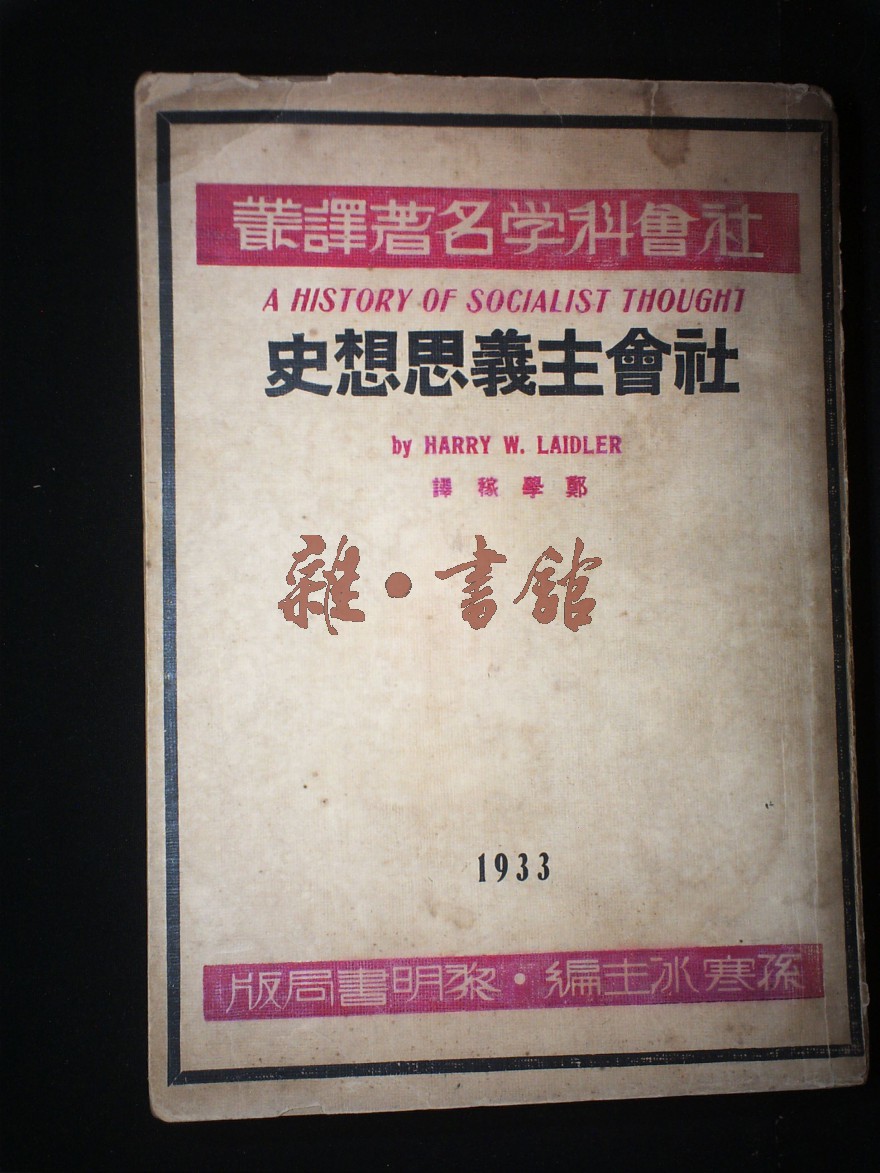 社會科学名著譯叢
A HISTORY OF SOCIALIST THOUGHT
社會主義思想史
by HARRY W. LAIDLER
鄭學稼譯
雜·書館
1933
孫寒冰主編·黎明書局版